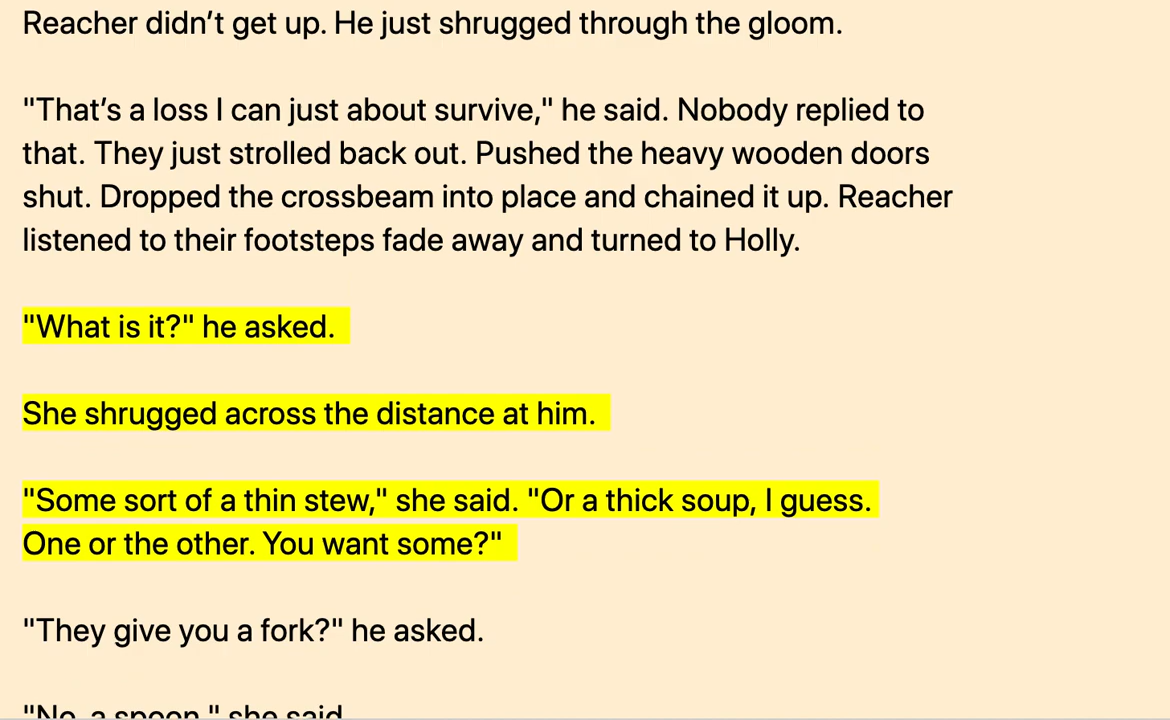 Reacher didn’t get up. He just shrugged through the gloom.
"That’s a loss I can just about survive," he said. Nobody replied to
that. They just strolled back out. Pushed the heavy wooden doors
shut. Dropped the crossbeam into place and chained it up. Reacher
listened to their footsteps fade away and turned to Holly.
"What is it?" he asked.
She shrugged across the distance at him.
"Some sort of a thin stew," she said. "Or a thick soup, I guess.
One or the other. You want some?"
"They give you a fork?" he asked.
"No, a spoon," she said